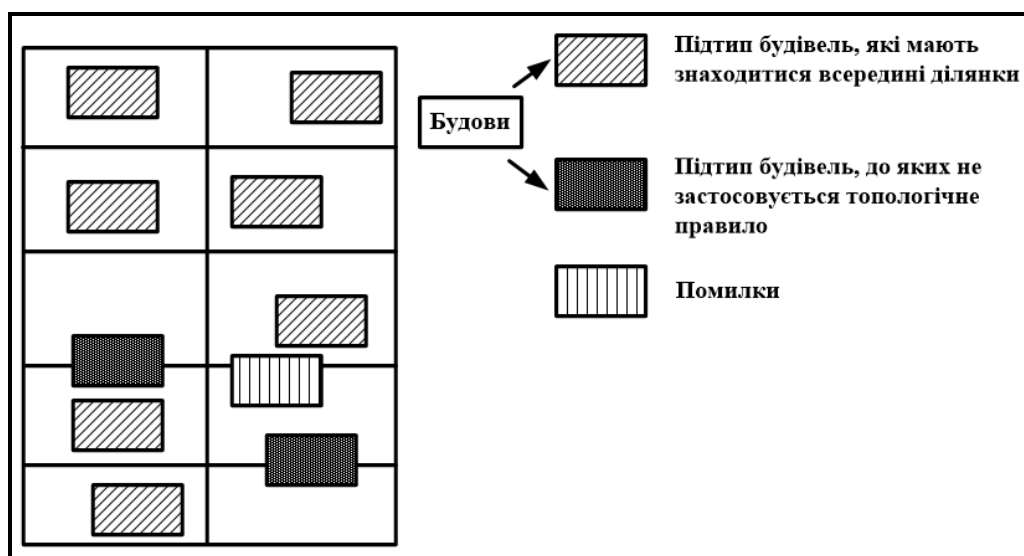 Підтип будівель, які мають
знаходитися всередині ділянки
Будови
Підтип будівель, до яких не
застосовується топологічне
правило
Помилки